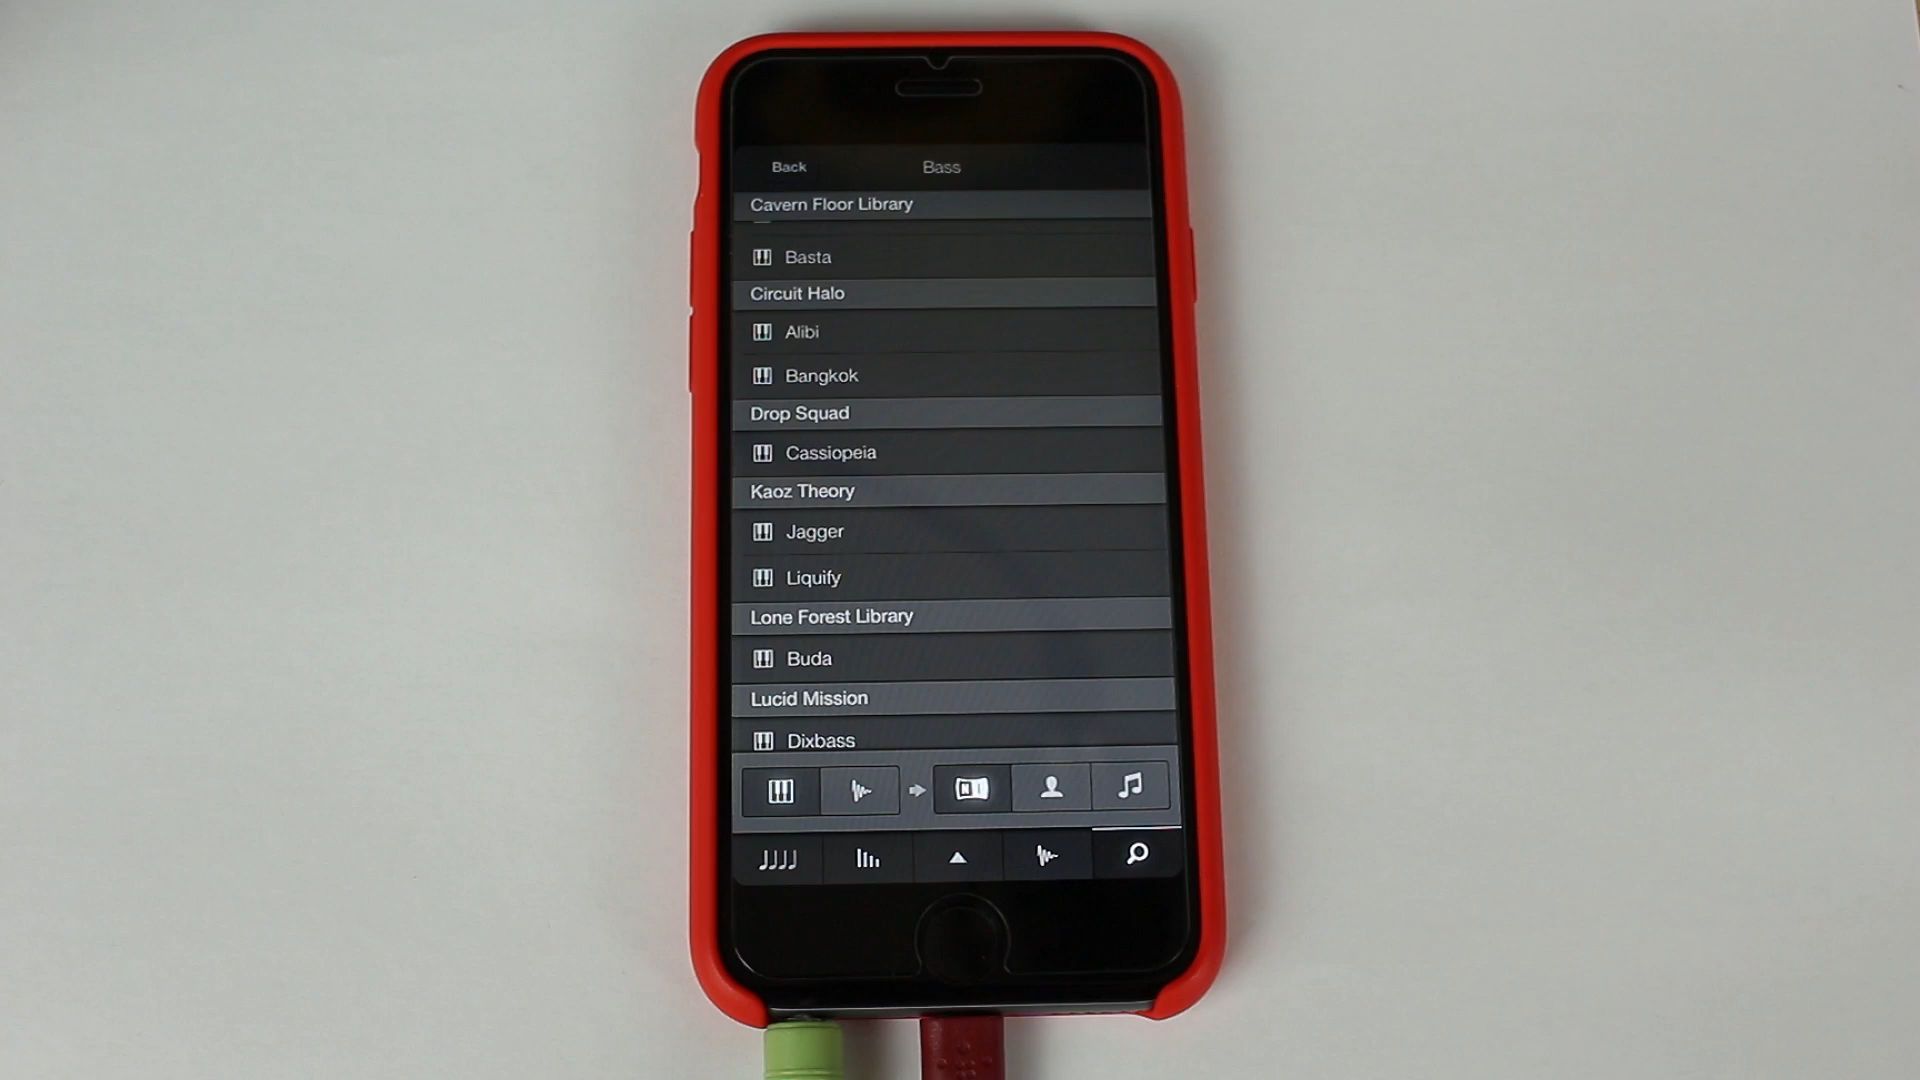 Back
Bass
Cavern Floor Library
Basta
Circuit Halo
Alibi
Bangkok
Drop Squad
Cassiopeia
Kaoz Theory
Jagger
Liquify
Lone Forest Library
Buda
Lucid Mission
Dixbass
NI